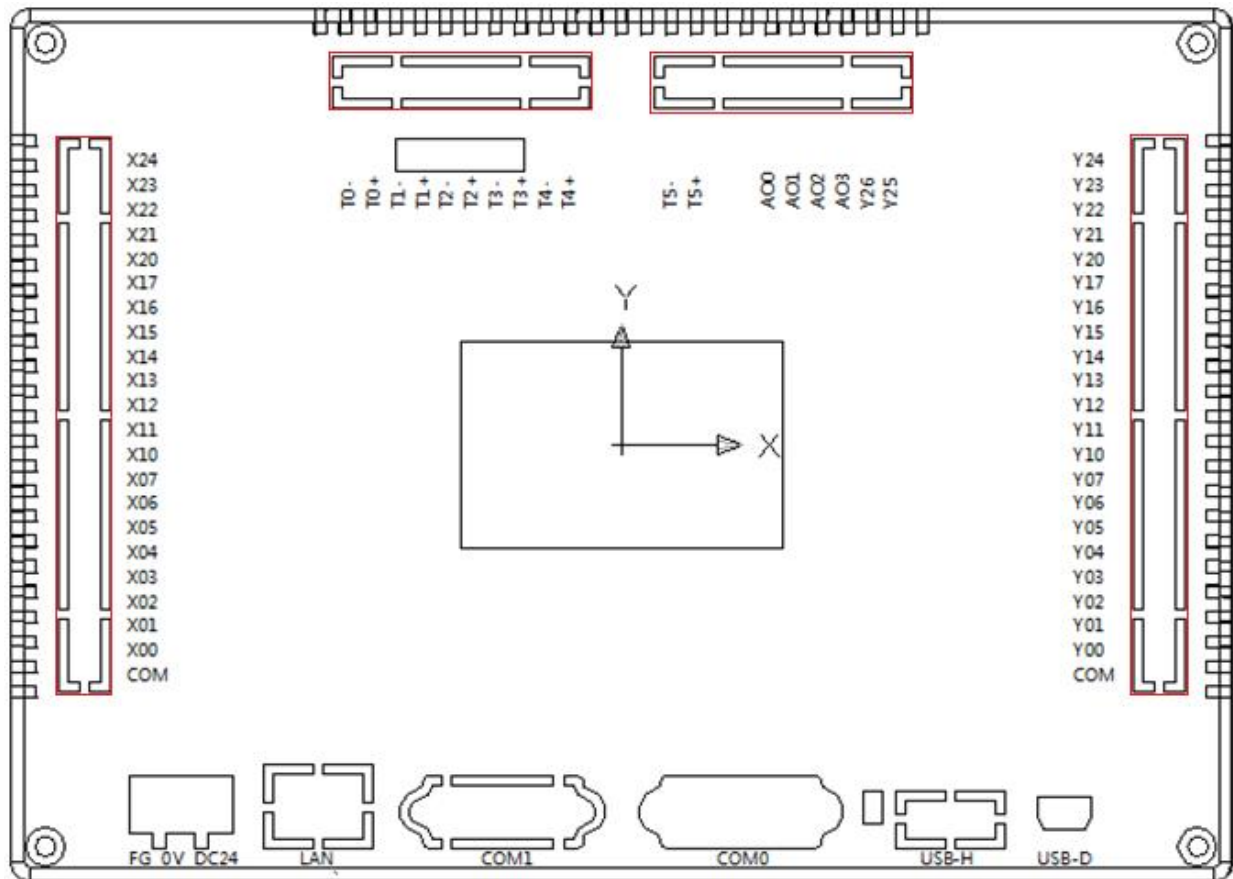 T0- T0+ T1- T1+ T2- T2+ T3- T3+ T4- T4+ T5- T5+ AO0 AO1 AO2 AO3 Y26 Y25
X24 Y24
X23 Y23
X22 Y22
X21 Y21
X20 Y20
X17 Y17
X16 Y16
X15 Y15
X14 Y14
X13 Y13
X12 Y12
X11 Y11
X10 Y10
X07 Y07
X06 Y06
X05 Y05
X04 Y04
X03 Y03
X02 Y02
X01 Y01
X00 Y00
COM COM
Y
X
FG 0V DC24 LAN COM1 COM0 USB-H USB-D